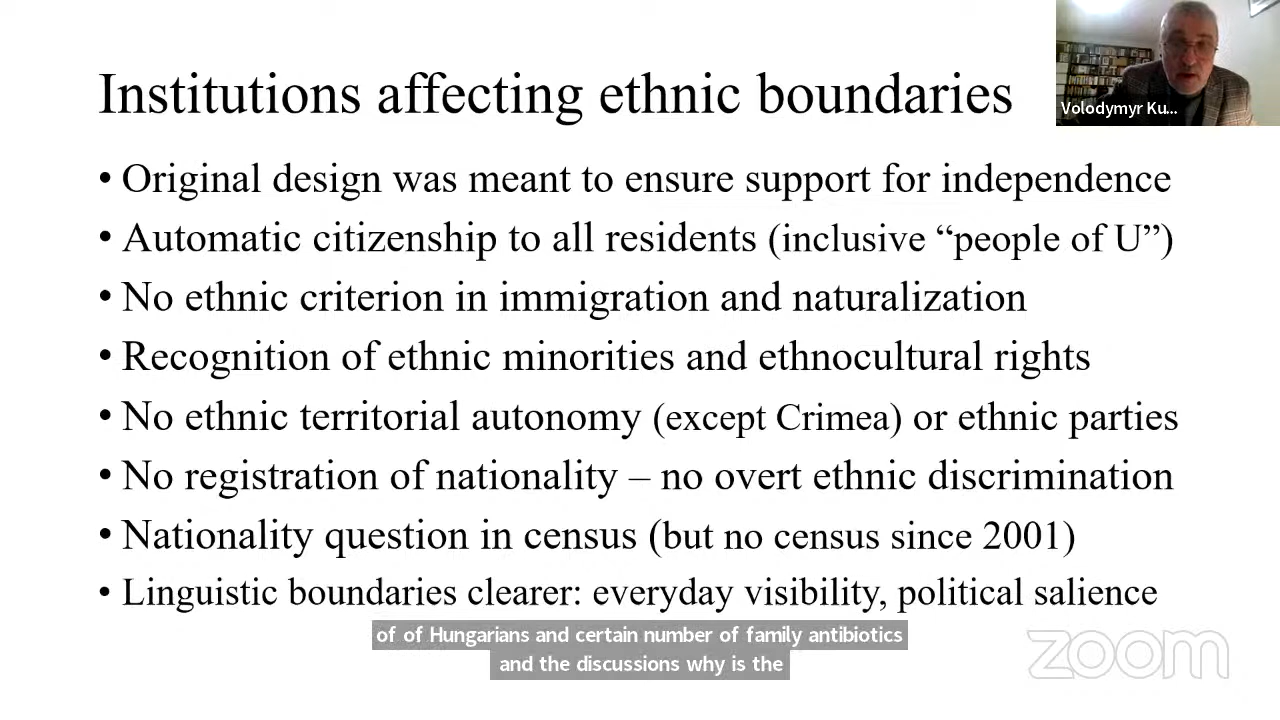 Institutions affecting ethnic boundaries
Volodymyr Ku...
• Original design was meant to ensure support for independence
• Automatic citizenship to all residents (inclusive “people of U”)
• No ethnic criterion in immigration and naturalization
• Recognition of ethnic minorities and ethnocultural rights
• No ethnic territorial autonomy (except Crimea) or ethnic parties
• No registration of nationality – no overt ethnic discrimination
• Nationality question in census (but no census since 2001)
• Linguistic boundaries clearer: everyday visibility, political salience
of of Hungarians and certain number of family antibiotics
and the discussions why is the
zoom